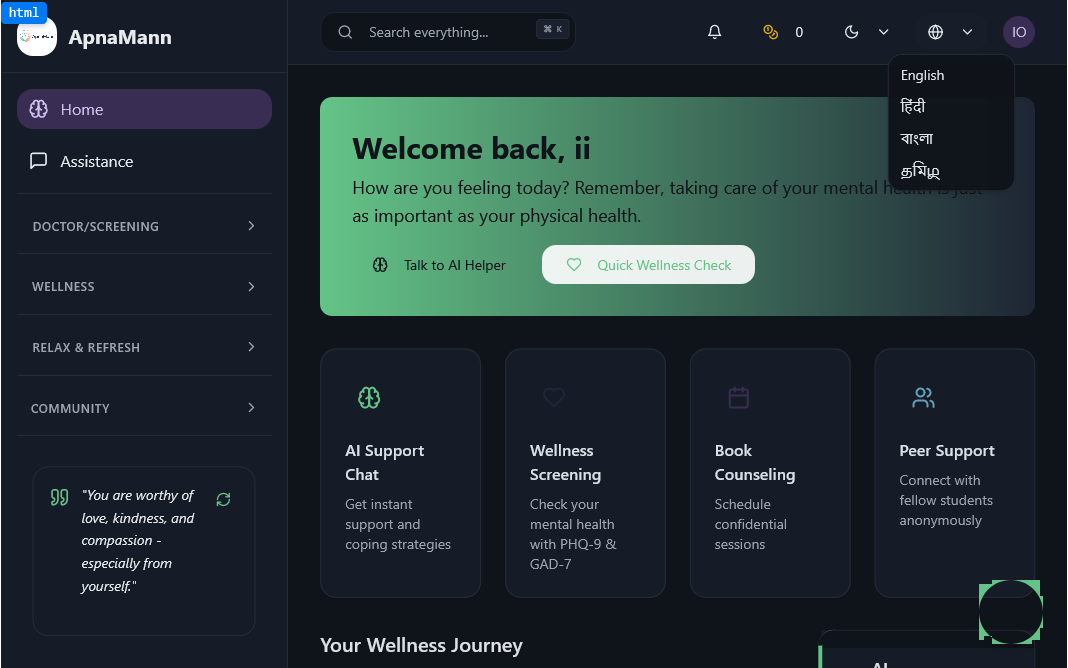 html
ApnaMann
Search everything...
⌘ K
0
IO
English
हिंदी
বাংলা
தமிழ்
Home
Assistance
DOCTOR/SCREENING
WELLNESS
RELAX & REFRESH
COMMUNITY
"You are worthy of
love, kindness, and
compassion -
especially from
yourself."
Welcome back, ii
How are you feeling today? Remember, taking care of your mental health is just
as important as your physical health.
Talk to AI Helper
Quick Wellness Check
AI Support
Chat
Get instant
support and
coping strategies
Wellness
Screening
Check your
mental health
with PHQ-9 &
GAD-7
Book
Counseling
Schedule
confidential
sessions
Peer Support
Connect with
fellow students
anonymously
Your Wellness Journey